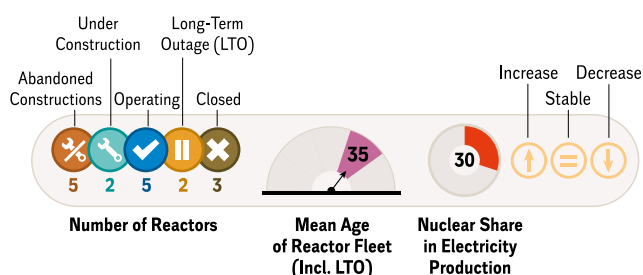 Under
Construction
Long-Term
Outage (LTO)
Abandoned
Constructions
Operating
Closed
Increase
Decrease
Stable
5 2 5 2 3
35
30
Number of Reactors
Mean Age
of Reactor Fleet
(Incl. LTO)
Nuclear Share
in Electricity
Production